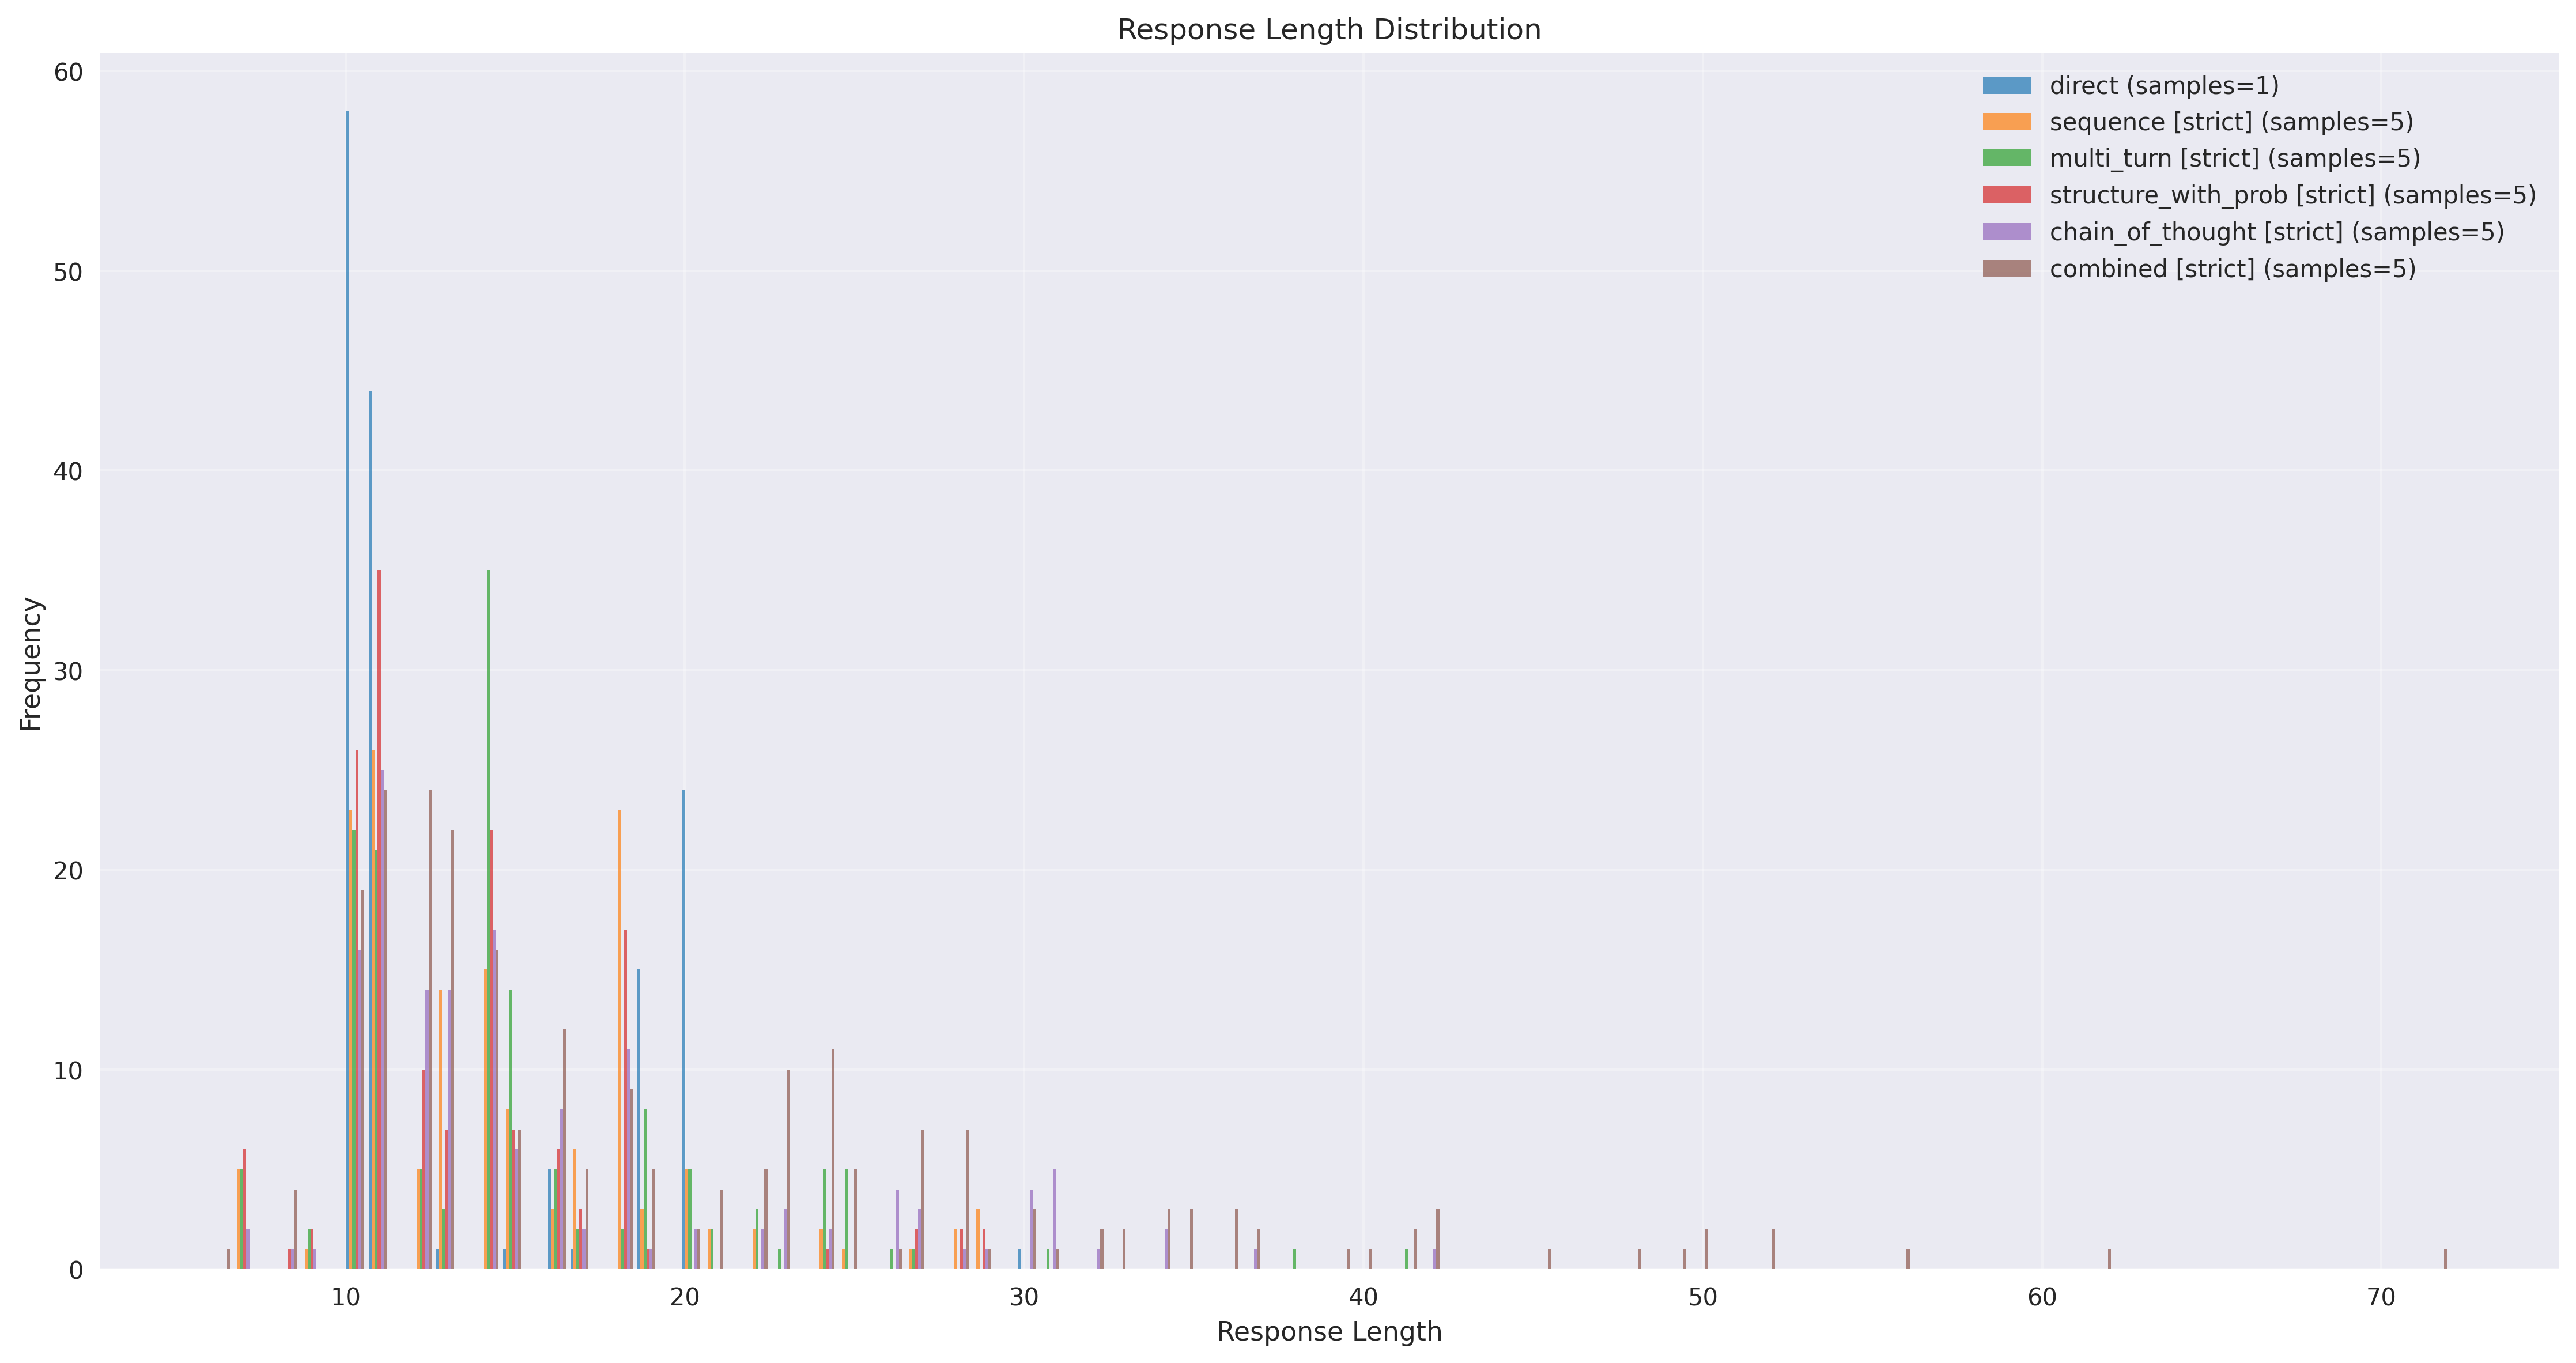 Response Length Distribution
60
50
40
30
20
10
0
Frequency
direct (samples=1)
sequence [strict] (samples=5)
multi_turn [strict] (samples=5)
structure_with_prob [strict] (samples=5)
chain_of_thought [strict] (samples=5)
combined [strict] (samples=5)
10 20 30 40 50 60 70
Response Length